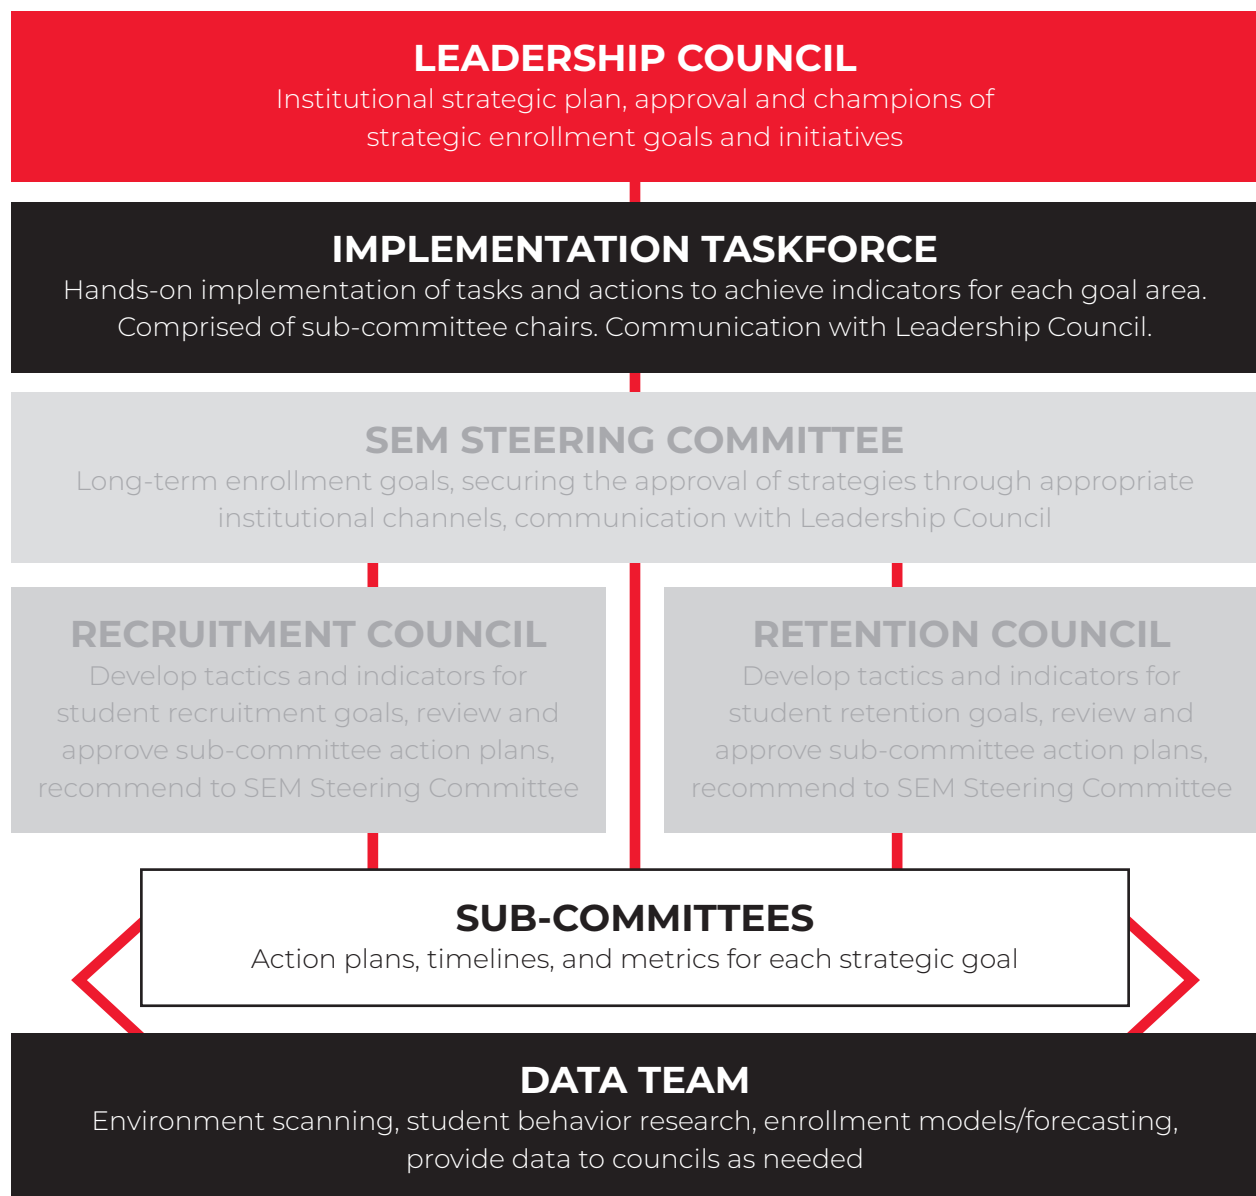 LEADERSHIP COUNCIL
Institutional strategic plan, approval and champions of
strategic enrollment goals and initiatives
IMPLEMENTATION TASKFORCE
Hands-on implementation of tasks and actions to achieve indicators for each goal area.
Comprised of sub-committee chairs. Communication with Leadership Council.
SEM STEERING COMMITTEE
Long-term enrollment goals, securing the approval of strategies through appropriate
institutional channels, communication with Leadership Council
RECRUITMENT COUNCIL
Develop tactics and indicators for
student recruitment goals, review and
approve sub-committee action plans,
recommend to SEM Steering Committee
RETENTION COUNCIL
Develop tactics and indicators for
student retention goals, review and
approve sub-committee action plans,
recommend to SEM Steering Committee
SUB-COMMITTEES
Action plans, timelines, and metrics for each strategic goal
DATA TEAM
Environment scanning, student behavior research, enrollment models/forecasting,
provide data to councils as needed